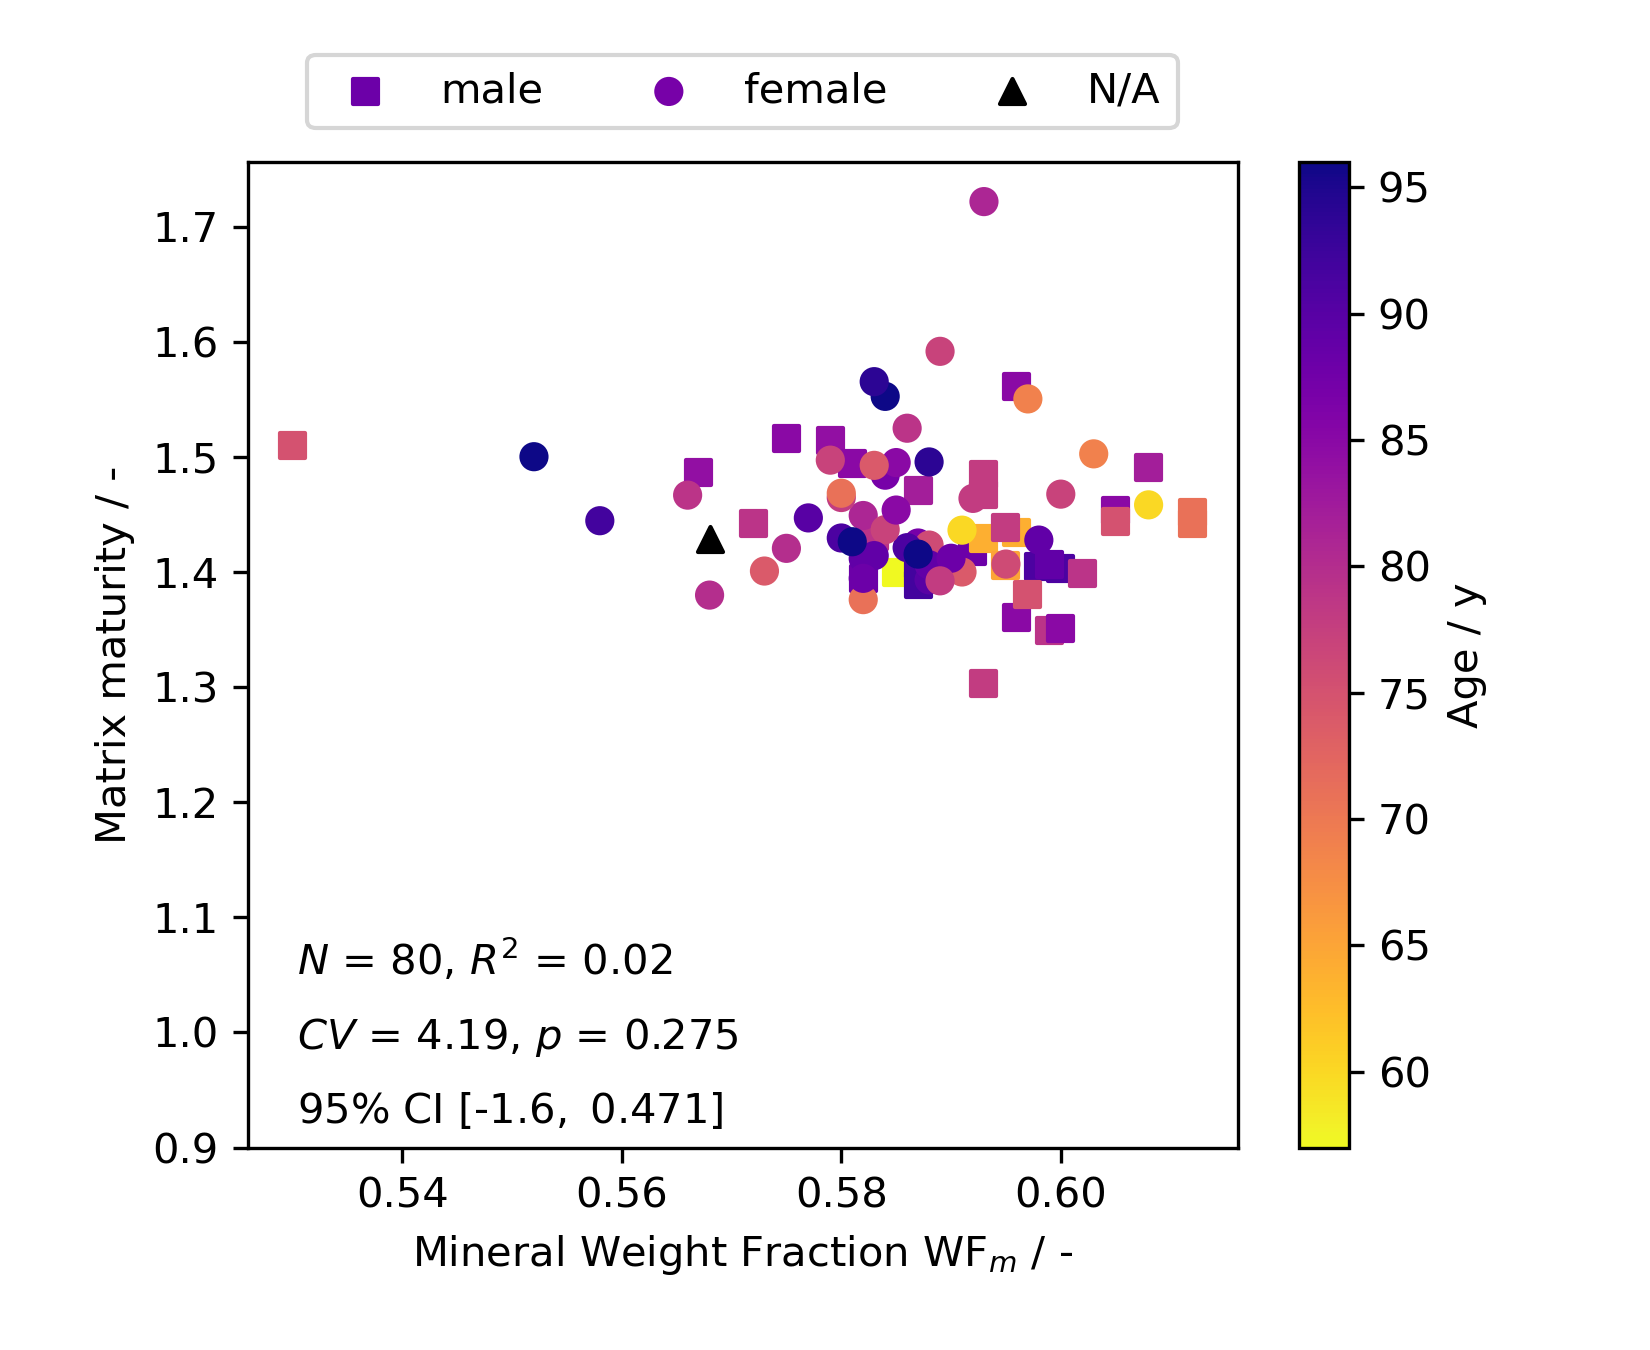 male female N/A
1.7
1.6
1.5
1.4
1.3
1.2
1.1
1.0
0.9
Matrix maturity / -
N = 80, R² = 0.02
CV = 4.19, p = 0.275
95% CI [-1.6, 0.471]
0.54 0.56 0.58 0.60
Mineral Weight Fraction WFₘ / -
95
90
85
80
75
70
65
60
Age / y